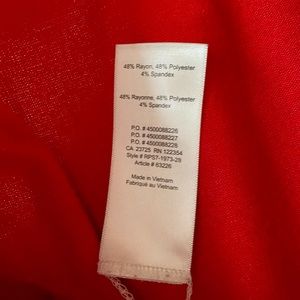 48% Rayon, 48% Polyester
4% Spandex
48% Rayonne, 48% Polyester
4% Spandex
P.O. # 4500088226
P.O. # 4500088227
P.O. # 4500088228
CA 23725 RN 122354
Style # RPS7-1973-28
Article # 63226
Made in Vietnam
Fabriqué au Vietnam